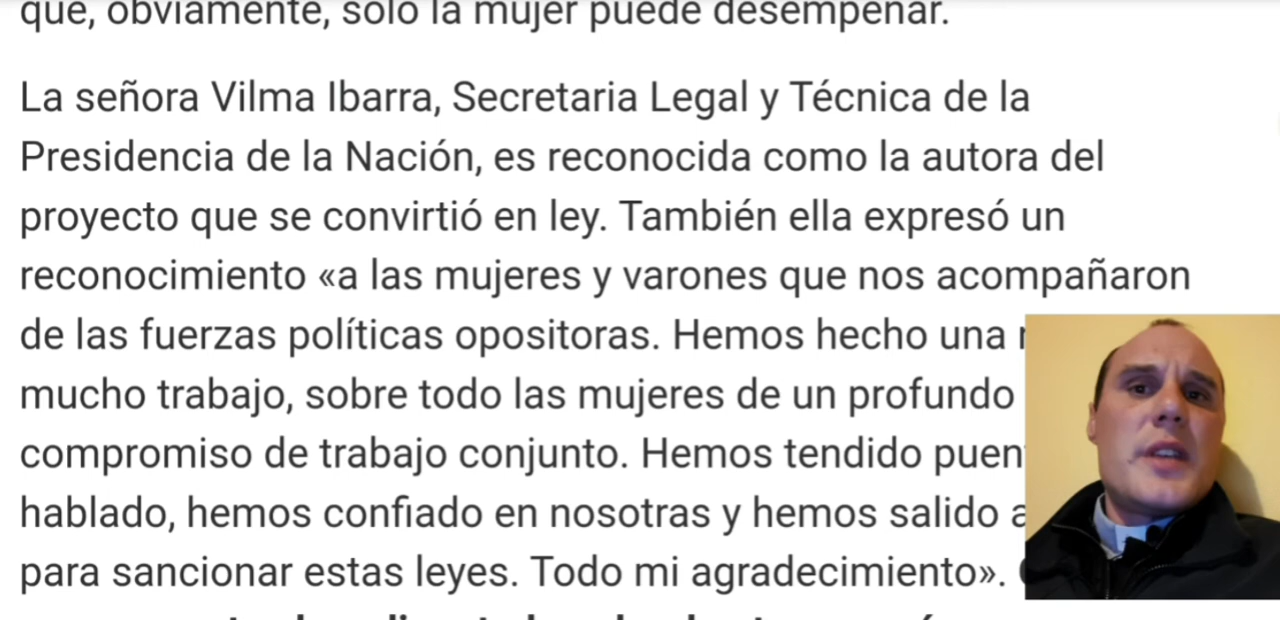 que, obviamente, sólo la mujer puede desempeñar.
La señora Vilma Ibarra, Secretaria Legal y Técnica de la
Presidencia de la Nación, es reconocida como la autora del
proyecto que se convirtió en ley. También ella expresó un
reconocimiento «a las mujeres y varones que nos acompañaron
de las fuerzas políticas opositoras. Hemos hecho una
mucho trabajo, sobre todo las mujeres de un profundo
compromiso de trabajo conjunto. Hemos tendido
hablado, hemos confiado en nosotras y hemos salido
para sancionar estas leyes. Todo mi agradecimiento».